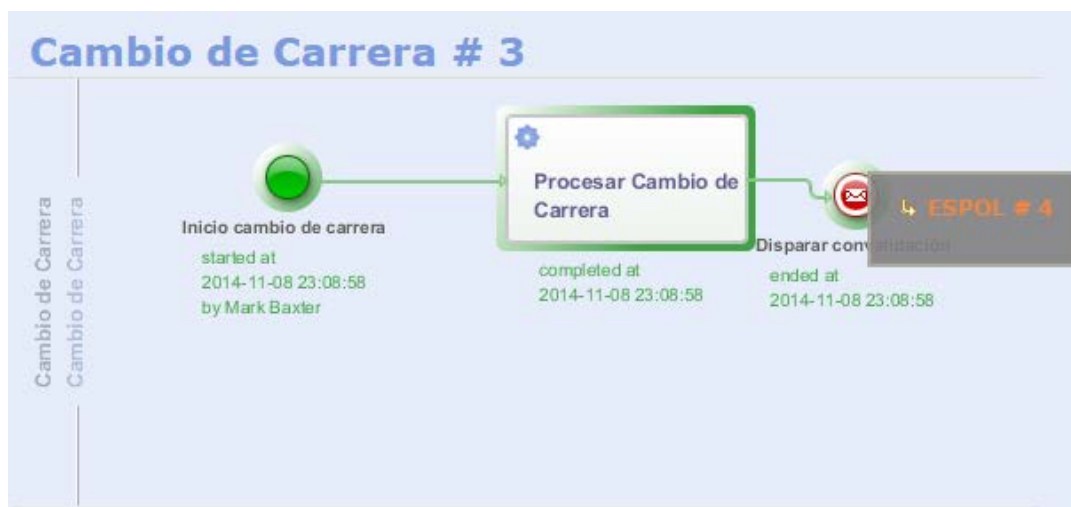 Cambio de Carrera # 3
Cambio de Carrera
Cambio de Carrera
Inicio cambio de carrera
started at
2014-11-08 23:08:58
by Mark Baxter
Procesar Cambio de
Carrera
completed at
2014-11-08 23:08:58
Disparar convalidación
ended at
2014-11-08 23:08:58
ESPOL # 4